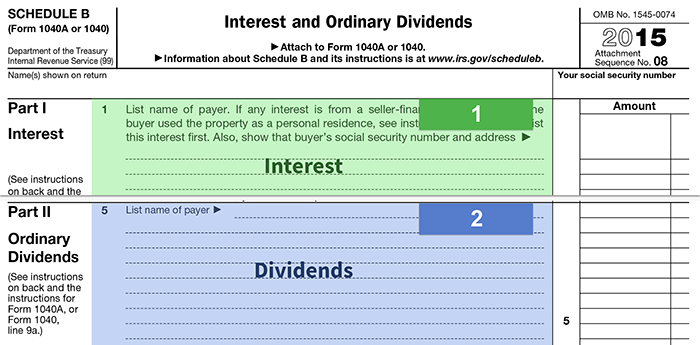 SCHEDULE B
(Form 1040A or 1040)
Department of the Treasury
Internal Revenue Service (99)
Interest and Ordinary Dividends
▶ Attach to Form 1040A or 1040.
▶ Information about Schedule B and its instructions is at www.irs.gov/scheduleb.
OMB No. 1545-0074
2015
Attachment
Sequence No. 08
Name(s) shown on return
Your social security number
Part I
Interest
(See instructions
on back and the
1 List name of payer. If any interest is from a the
buyer used the property as a personal residence, see
this interest first. Also, show that buyer's social security number and address ▶
1
Interest
Amount
Part II
Ordinary
Dividends
(See instructions
on back and the
instructions for
Form 1040A, or
Form 1040,
line 9a.)
5 List name of payer ▶
2
Dividends
5